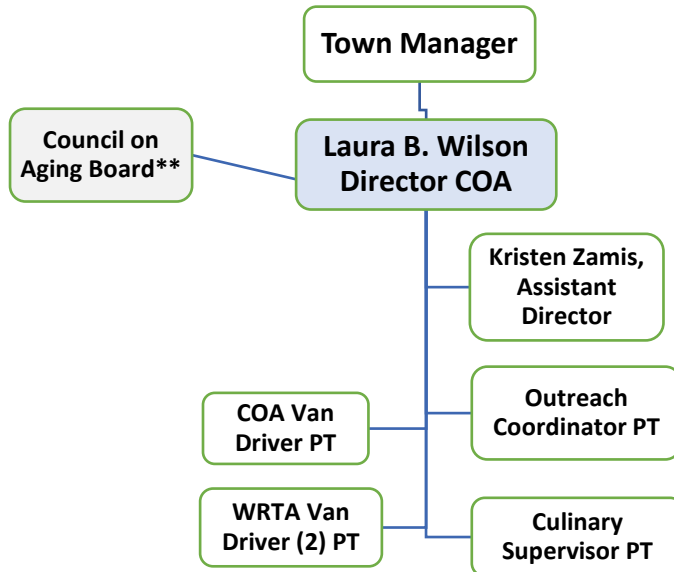 Town Manager
Council on
Aging Board**
Laura B. Wilson
Director COA
Kristen Zamis,
Assistant
Director
COA Van
Driver PT
Outreach
Coordinator PT
WRTA Van
Driver (2) PT
Culinary
Supervisor PT